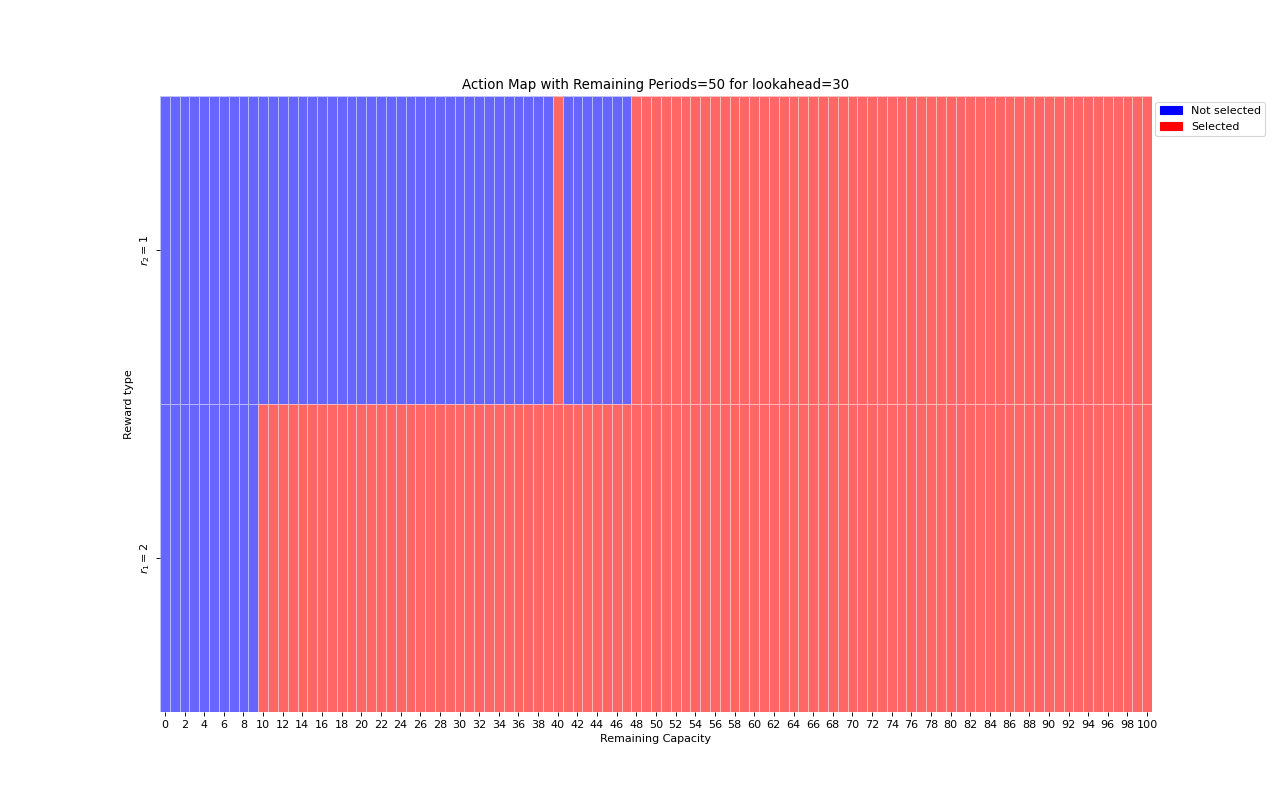 Action Map with Remaining Periods=50 for lookahead=30
Not selected
Selected
Reward type
r₂ = 1
r₁ = 2
0 2 4 6 8 10 12 14 16 18 20 22 24 26 28 30 32 34 36 38 40 42 44 46 48 50 52 54 56 58 60 62 64 66 68 70 72 74 76 78 80 82 84 86 88 90 92 94 96 98 100
Remaining Capacity